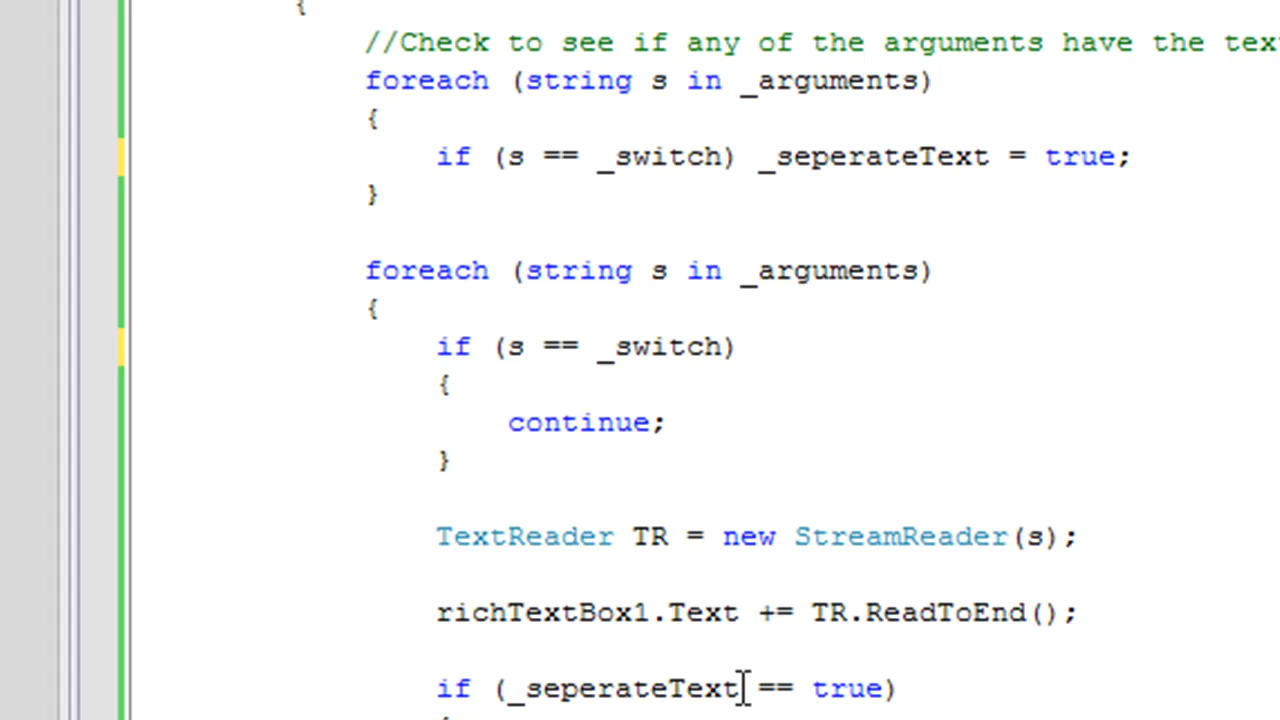 {
//Check to see if any of the arguments have the tex
foreach (string s in _arguments)
{
if (s == _switch) _seperateText = true;
}
foreach (string s in _arguments)
{
if (s == _switch)
{
continue;
}
TextReader TR = new StreamReader(s);
richTextBox1.Text += TR.ReadToEnd();
if (_seperateText == true)
{